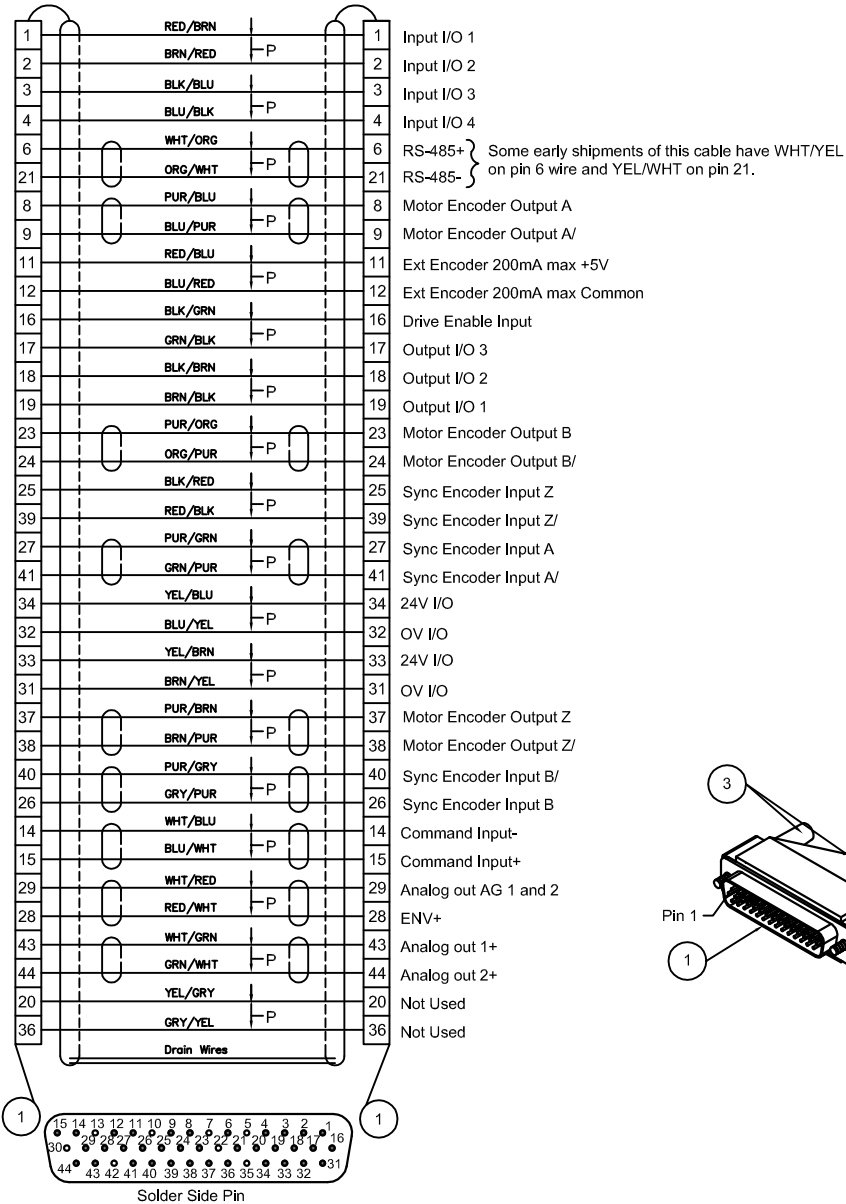 1 RED/BRN 1 Input I/O 1
2 BRN/RED P 2 Input I/O 2
3 BLK/BLU 3 Input I/O 3
4 BLU/BLK P 4 Input I/O 4
6 WHT/ORG 6 RS-485+ Some early shipments of this cable have WHT/YEL
21 ORG/WHT P 21 RS-485- on pin 6 wire and YEL/WHT on pin 21.
8 PUR/BLU 8 Motor Encoder Output A
9 BLU/PUR P 9 Motor Encoder Output A/
11 RED/BLU 11 Ext Encoder 200mA max +5V
12 BLU/RED P 12 Ext Encoder 200mA max Common
16 BLK/GRN 16 Drive Enable Input
17 GRN/BLK P 17 Output I/O 3
18 BLK/BRN 18 Output I/O 2
19 BRN/BLK P 19 Output I/O 1
23 PUR/ORG 23 Motor Encoder Output B
24 ORG/PUR P 24 Motor Encoder Output B/
25 BLK/RED 25 Sync Encoder Input Z
39 RED/BLK P 39 Sync Encoder Input Z/
27 PUR/GRN 27 Sync Encoder Input A
41 GRN/PUR P 41 Sync Encoder Input A/
34 YEL/BLU 34 24V I/O
32 BLU/YEL P 32 OV I/O
33 YEL/BRN 33 24V I/O
31 BRN/YEL P 31 OV I/O
37 PUR/BRN 37 Motor Encoder Output Z
38 BRN/PUR P 38 Motor Encoder Output Z/
40 PUR/GRY 40 Sync Encoder Input B/
26 GRY/PUR P 26 Sync Encoder Input B
14 WHT/BLU 14 Command Input-
15 BLU/WHT P 15 Command Input+
29 WHT/RED 29 Analog out AG 1 and 2
28 RED/WHT P 28 ENV+
43 WHT/GRN 43 Analog out 1+
44 GRN/WHT P 44 Analog out 2+
20 YEL/GRY 20 Not Used
36 GRY/YEL P 36 Not Used
Drain Wires
3
Pin 1
1
1 1
15 14 13 12 11 10 9 8 7 6 5 4 3 2 1
30 29 28 27 26 25 24 23 22 21 20 19 18 17 16
44 43 42 41 40 39 38 37 36 35 34 33 32 31
Solder Side Pin